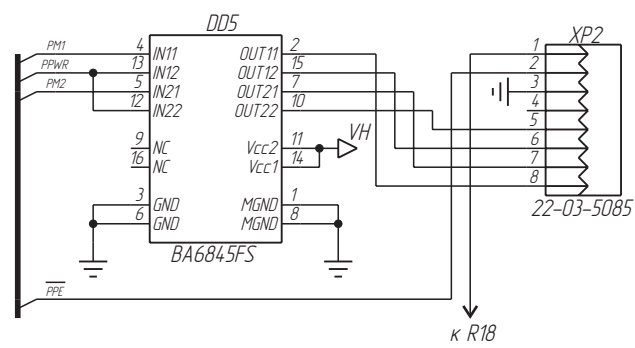 DD5
XP2
PM1 4 IN11 OUT11 2 1
PPWR 13 IN12 OUT12 15 2
PM2 5 IN21 OUT21 7 3
12 IN22 OUT22 10 4
5
9 NC Vcc2 11 VH 6
16 NC Vcc1 14 7
8
3 GND MGND 1
6 GND MGND 8
22-03-5085
BA6845FS
PPE
к R18